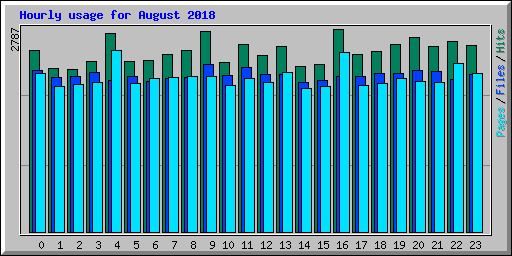 Hourly usage for August 2018
2787
Pages / Files / Hits
0 1 2 3 4 5 6 7 8 9 10 11 12 13 14 15 16 17 18 19 20 21 22 23